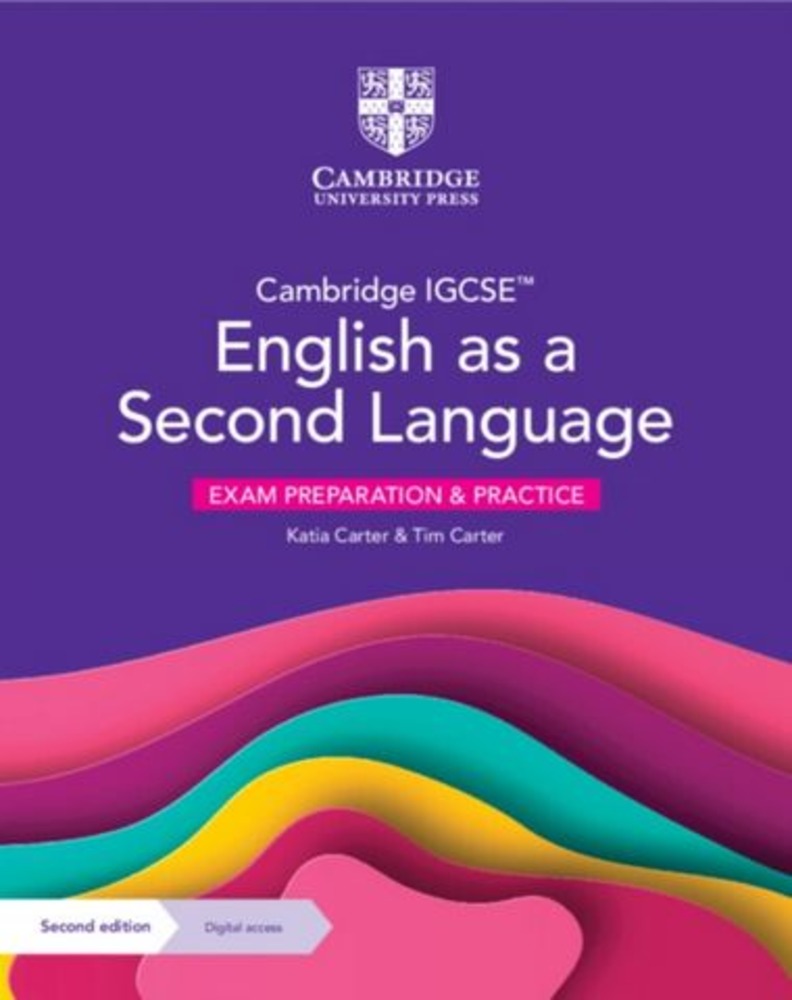 CAMBRIDGE
UNIVERSITY PRESS
Cambridge IGCSE™
English as a
Second Language
EXAM PREPARATION & PRACTICE
Katia Carter & Tim Carter
Second edition
Digital access